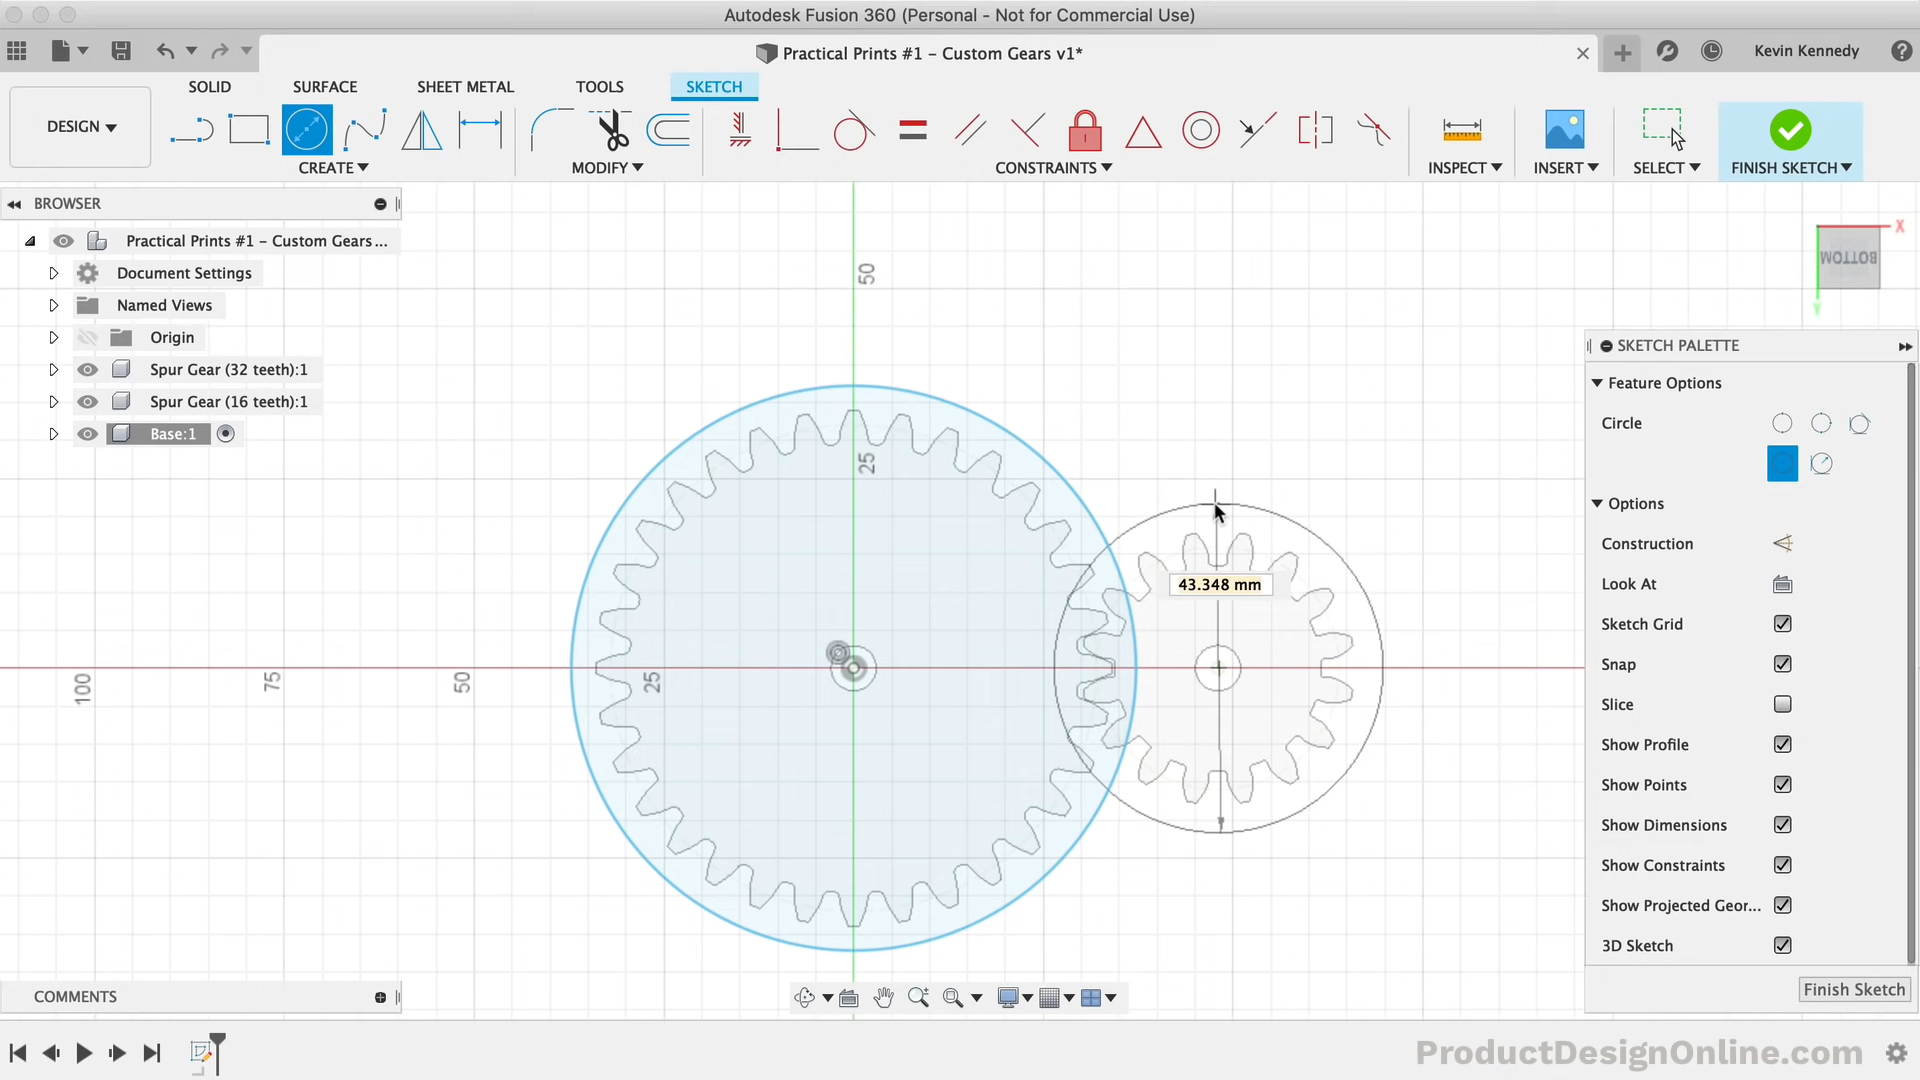 Autodesk Fusion 360 (Personal - Not for Commercial Use)
Practical Prints #1 – Custom Gears v1*
Kevin Kennedy
SOLID SURFACE SHEET METAL TOOLS SKETCH
DESIGN
CREATE MODIFY CONSTRAINTS INSPECT INSERT SELECT FINISH SKETCH
BROWSER
Practical Prints #1 – Custom Gears...
Document Settings
Named Views
Origin
Spur Gear (32 teeth):1
Spur Gear (16 teeth):1
Base:1
X
BOTTOM
Y
50
25
43.348 mm
100
75
50
25
SKETCH PALETTE
Feature Options
Circle
Options
Construction
Look At
Sketch Grid
Snap
Slice
Show Profile
Show Points
Show Dimensions
Show Constraints
Show Projected Geor...
3D Sketch
Finish Sketch
COMMENTS
ProductDesignOnline.com